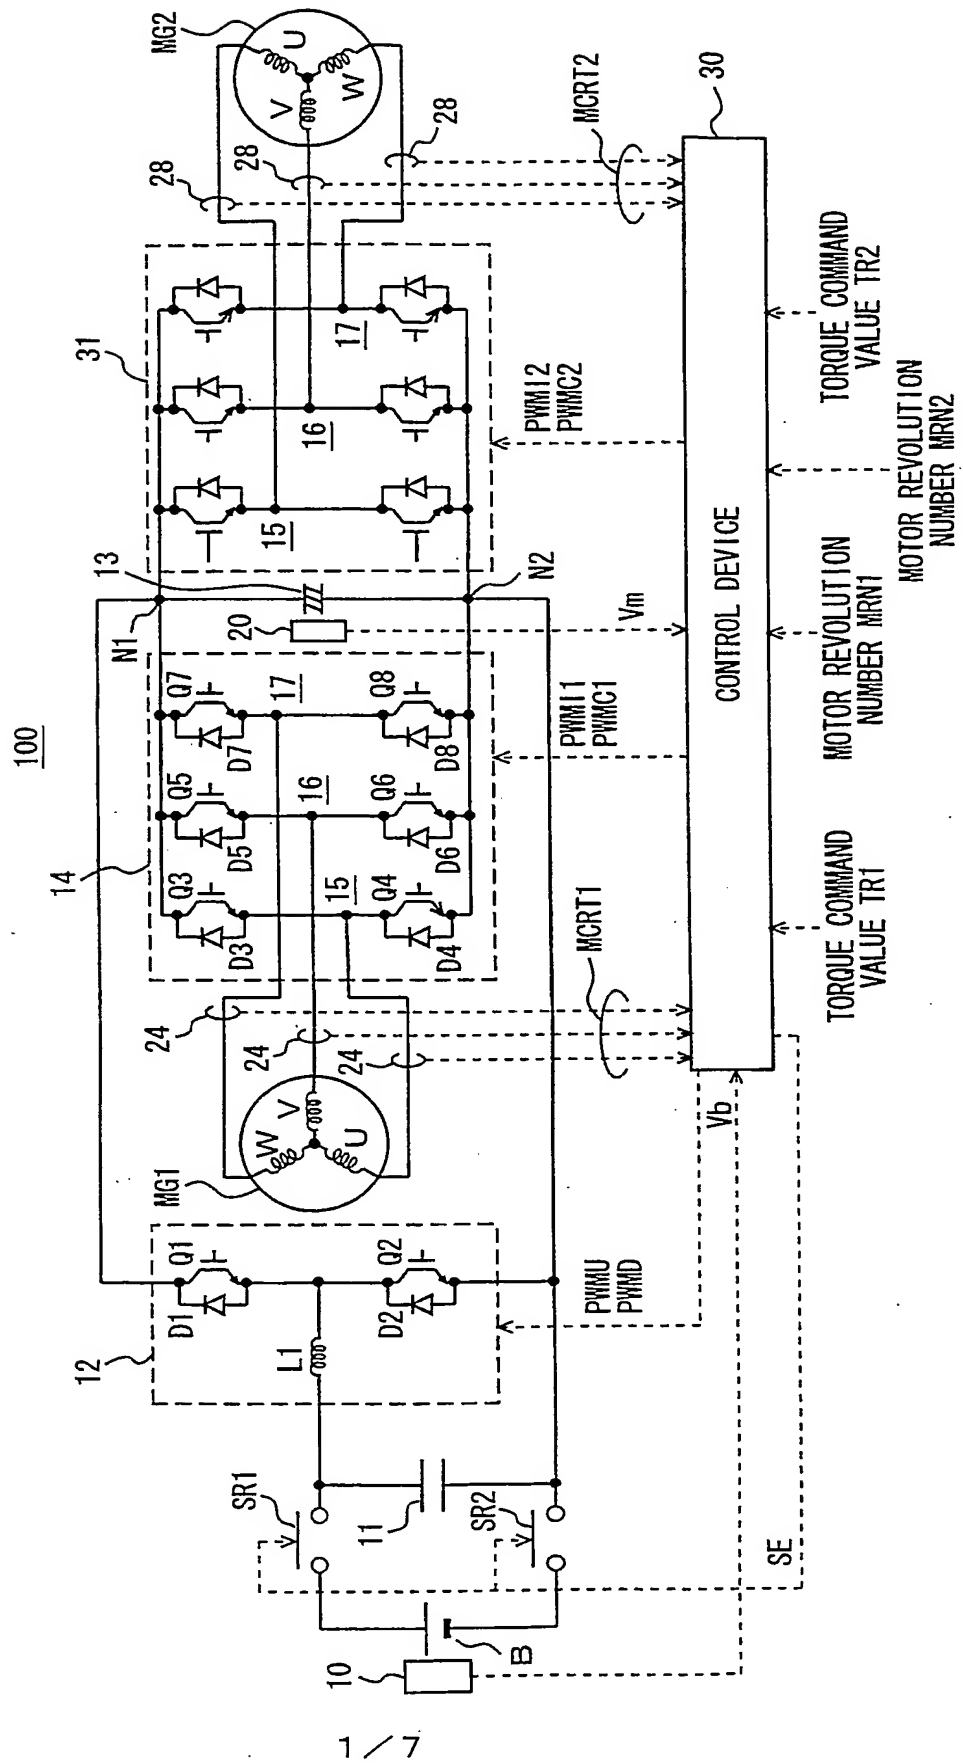 100
MG2
U
V
W
28
28
28
MCRT2
30
31
15
16
17
PWMI2
PWMC2
13
N1
N2
20
Vm
14
Q7
D7
17
Q8
D8
Q5
D5
16
Q6
D6
Q3
D3
15
Q4
D4
PWMI1
PWMC1
24
24
24
MCRT1
MG1
W
V
U
CONTROL DEVICE
TORQUE COMMAND
VALUE TR2
MOTOR REVOLUTION
NUMBER MRN2
MOTOR REVOLUTION
NUMBER MRN1
TORQUE COMMAND
VALUE TR1
12
Q1
D1
Q2
D2
L1
PWMU
PWMD
Vb
SR1
11
SR2
SE
10
B
1/7